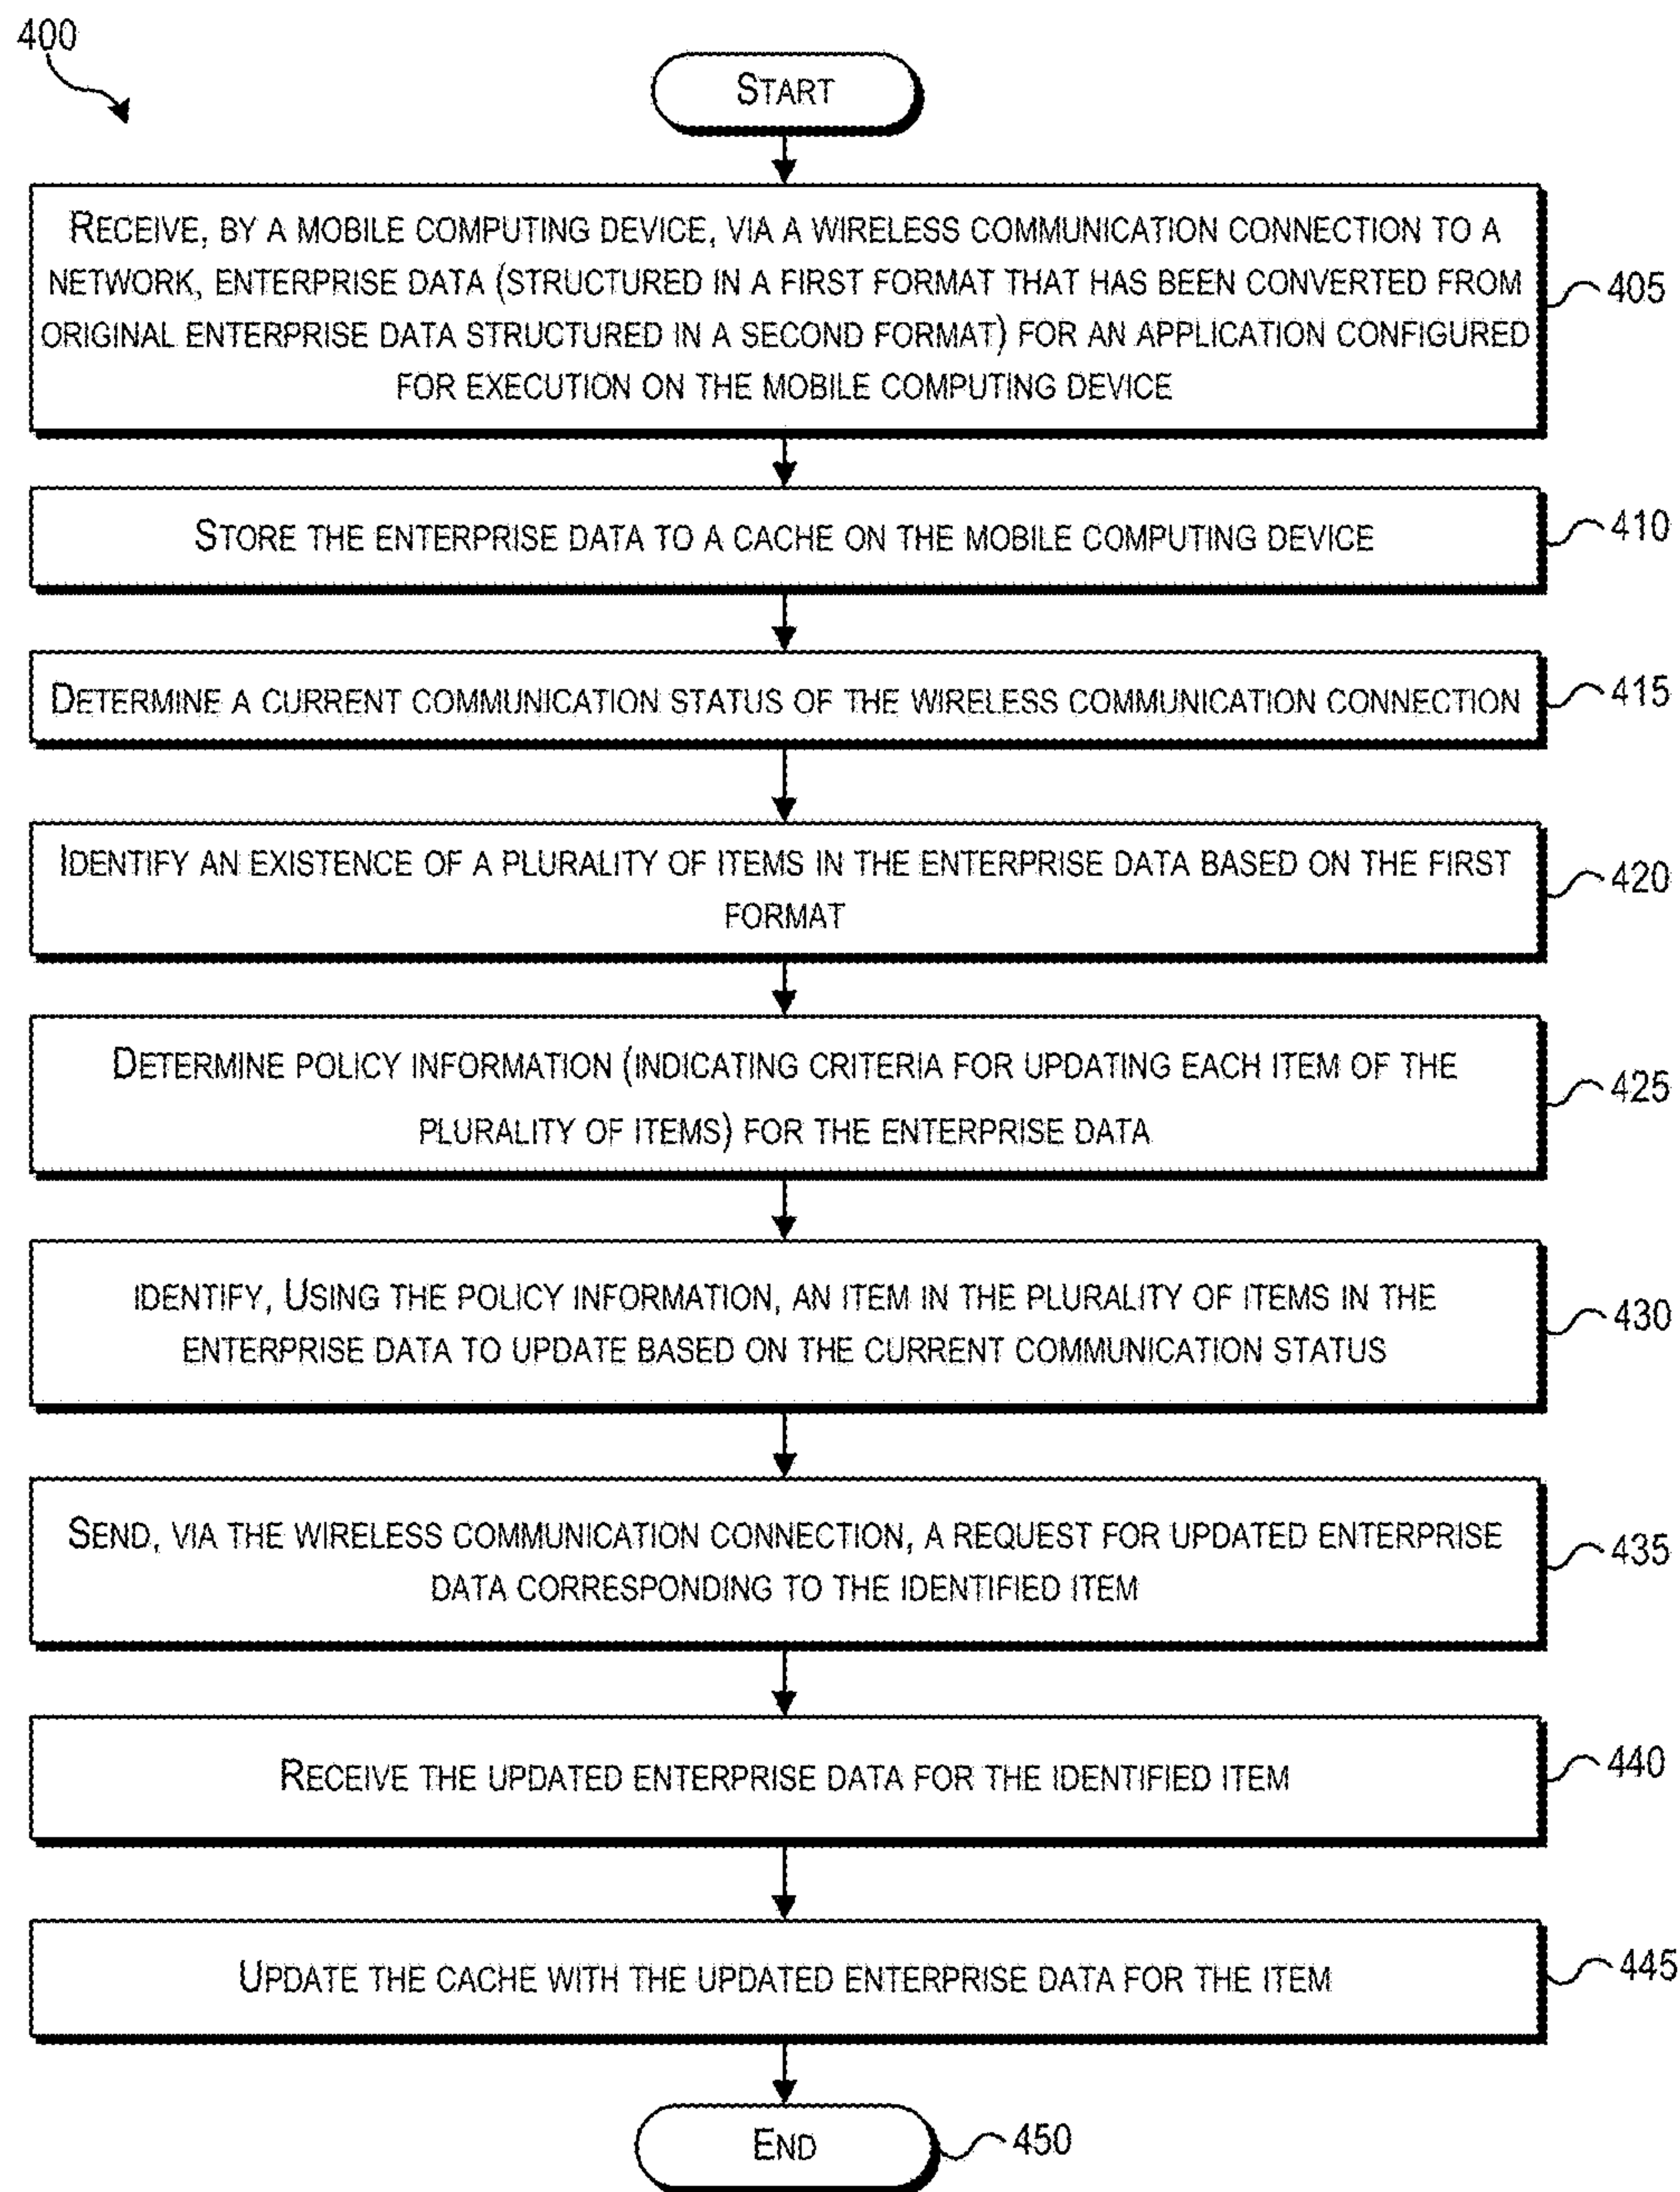 400
START
RECEIVE, BY A MOBILE COMPUTING DEVICE, VIA A WIRELESS COMMUNICATION CONNECTION TO A
NETWORK, ENTERPRISE DATA (STRUCTURED IN A FIRST FORMAT THAT HAS BEEN CONVERTED FROM
ORIGINAL ENTERPRISE DATA STRUCTURED IN A SECOND FORMAT) FOR AN APPLICATION CONFIGURED
FOR EXECUTION ON THE MOBILE COMPUTING DEVICE
405
STORE THE ENTERPRISE DATA TO A CACHE ON THE MOBILE COMPUTING DEVICE
410
DETERMINE A CURRENT COMMUNICATION STATUS OF THE WIRELESS COMMUNICATION CONNECTION
415
IDENTIFY AN EXISTENCE OF A PLURALITY OF ITEMS IN THE ENTERPRISE DATA BASED ON THE FIRST
FORMAT
420
DETERMINE POLICY INFORMATION (INDICATING CRITERIA FOR UPDATING EACH ITEM OF THE
PLURALITY OF ITEMS) FOR THE ENTERPRISE DATA
425
IDENTIFY, USING THE POLICY INFORMATION, AN ITEM IN THE PLURALITY OF ITEMS IN THE
ENTERPRISE DATA TO UPDATE BASED ON THE CURRENT COMMUNICATION STATUS
430
SEND, VIA THE WIRELESS COMMUNICATION CONNECTION, A REQUEST FOR UPDATED ENTERPRISE
DATA CORRESPONDING TO THE IDENTIFIED ITEM
435
RECEIVE THE UPDATED ENTERPRISE DATA FOR THE IDENTIFIED ITEM
440
UPDATE THE CACHE WITH THE UPDATED ENTERPRISE DATA FOR THE ITEM
445
END
450